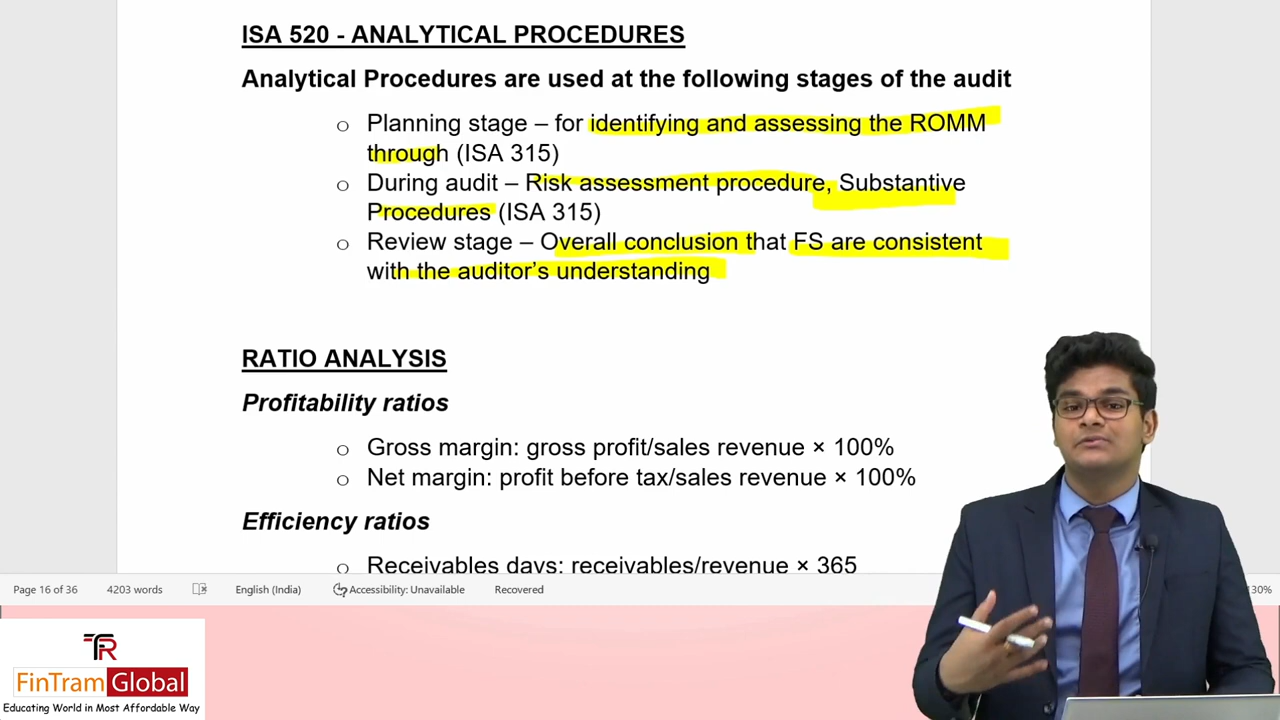 ISA 520 - ANALYTICAL PROCEDURES
Analytical Procedures are used at the following stages of the audit
o Planning stage – for identifying and assessing the ROMM
through (ISA 315)
o During audit – Risk assessment procedure, Substantive
Procedures (ISA 315)
o Review stage – Overall conclusion that FS are consistent
with the auditor’s understanding
RATIO ANALYSIS
Profitability ratios
o Gross margin: gross profit/sales revenue × 100%
o Net margin: profit before tax/sales revenue × 100%
Efficiency ratios
o Receivables days: receivables/revenue × 365
Page 16 of 36 4203 words English (India) Accessibility: Unavailable Recovered 130%
TR
FinTram Global
Educating World in Most Affordable Way